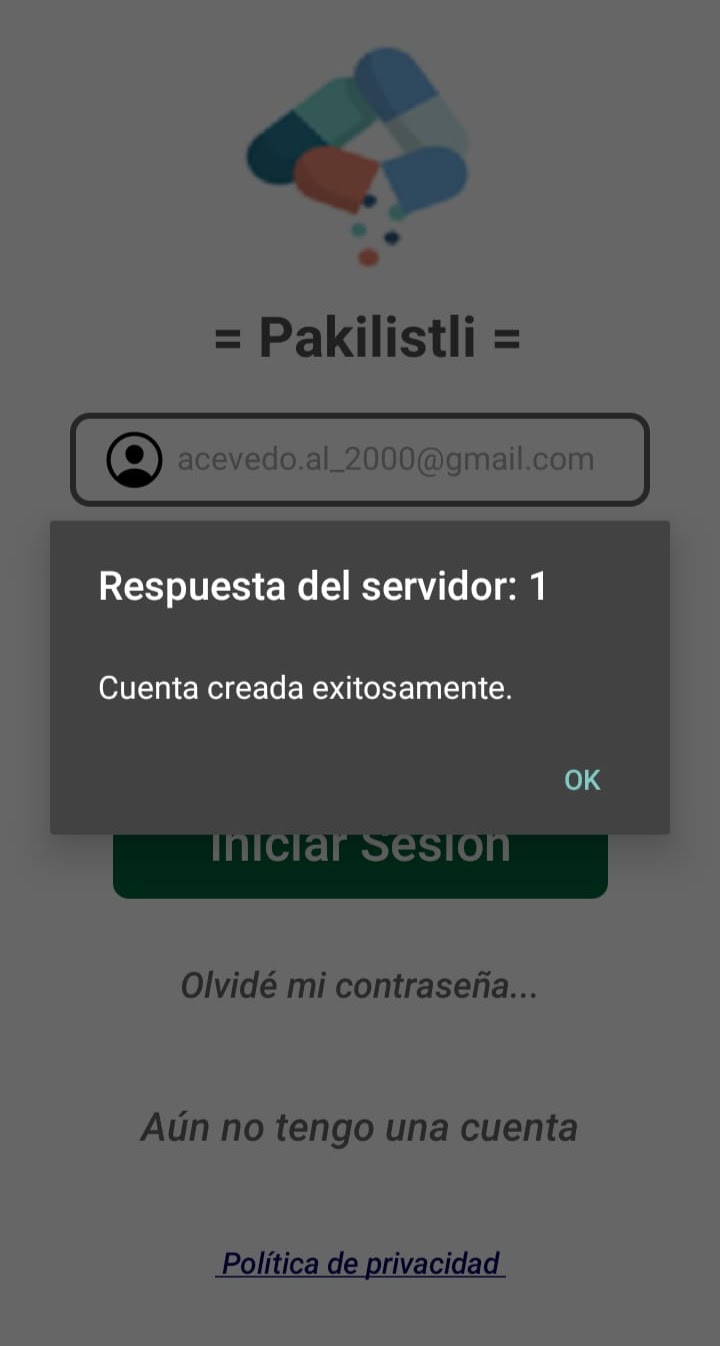 = Pakilistli =
acevedo.al_2000@gmail.com
Respuesta del servidor: 1
Cuenta creada exitosamente.
OK
Iniciar Sesión
Olvidé mi contraseña...
Aún no tengo una cuenta
Política de privacidad